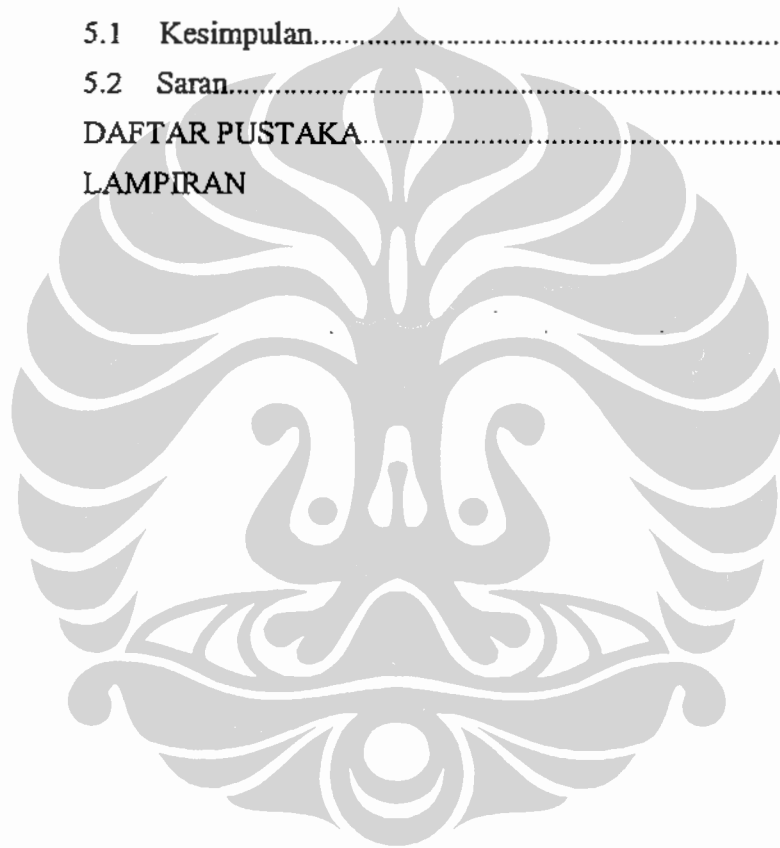 5.1 Kesimpulan........................................................................
5.2 Saran........................................................................
DAFTAR PUSTAKA........................................................................
LAMPIRAN